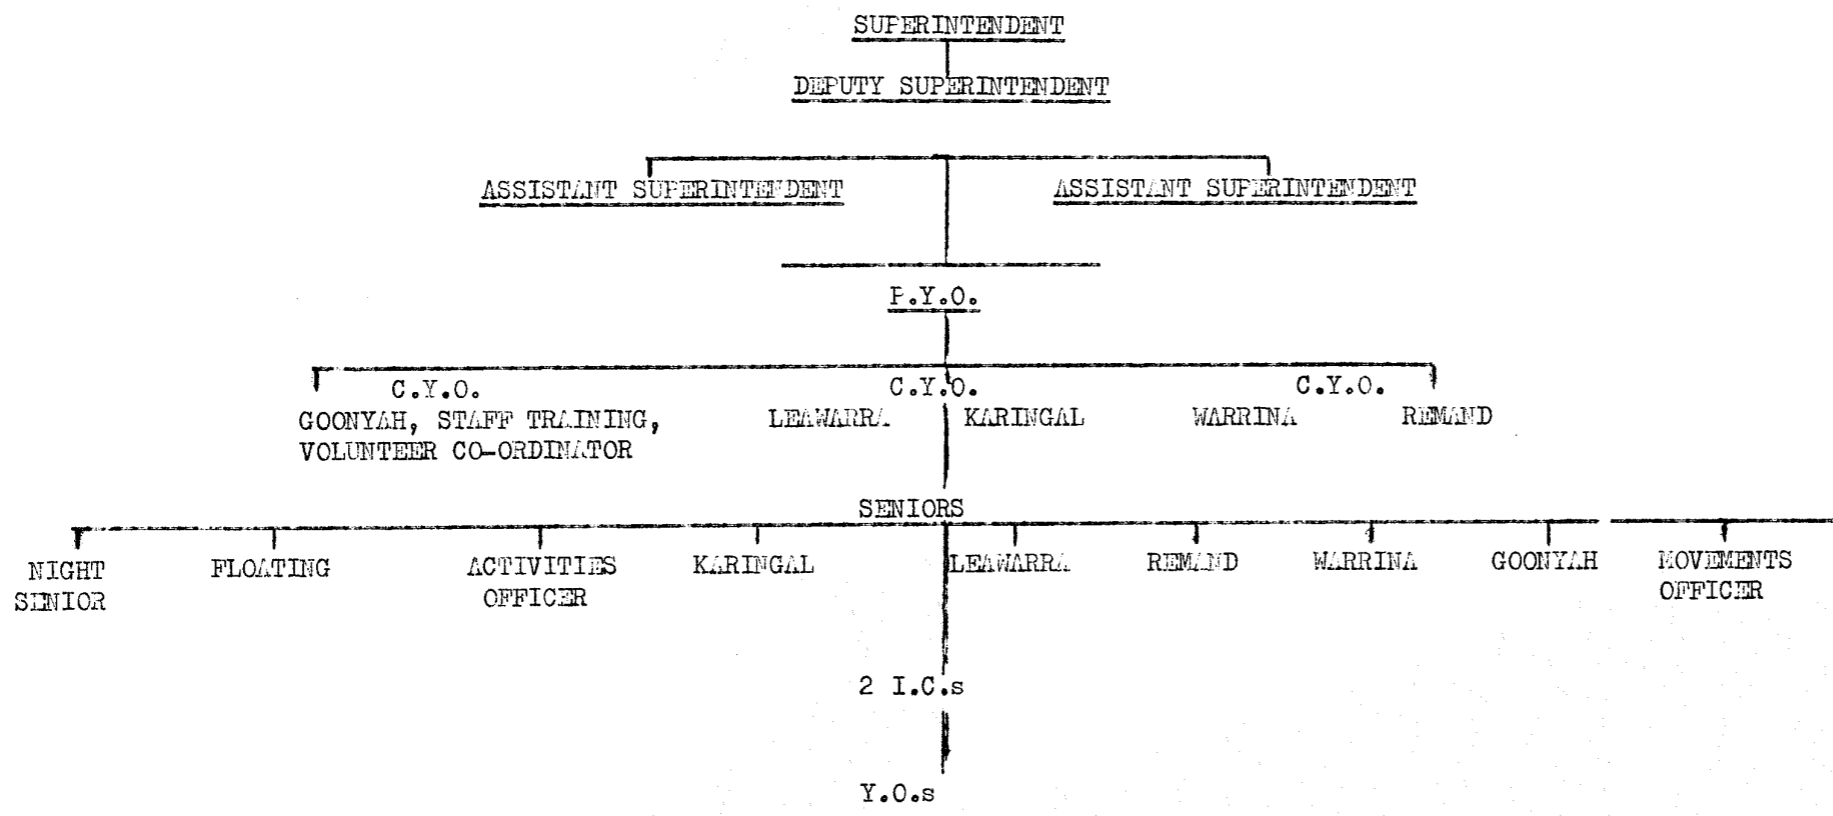 SUPERINTENDENT
DEPUTY SUPERINTENDENT
ASSISTANT SUPERINTENDENT ASSISTANT SUPERINTENDENT
P.Y.O.
C.Y.O. C.Y.O. C.Y.O.
GOONYAH, STAFF TRAINING, LEAWARRA KARINGAL WARRINA REMAND
VOLUNTEER CO-ORDINATOR
SENIORS
NIGHT FLOATING ACTIVITIES KARINGAL LEAWARRA REMAND WARRINA GOONYAH MOVEMENTS
SENIOR OFFICER OFFICER
2 I.C.s
Y.O.s